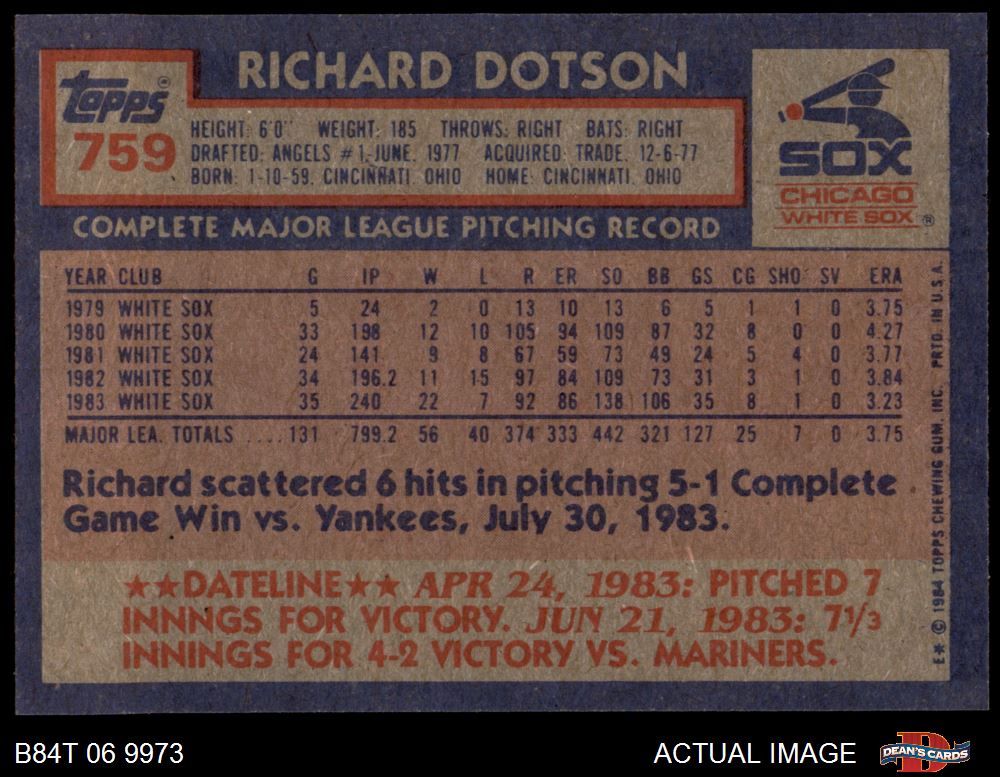 RICHARD DOTSON
Topps ®
759
HEIGHT: 6'0" WEIGHT: 185 THROWS: RIGHT BATS: RIGHT
DRAFTED: ANGELS #1-JUNE, 1977 ACQUIRED: TRADE, 12-6-77
BORN: 1-10-59, CINCINNATI, OHIO HOME: CINCINNATI, OHIO
SOX
CHICAGO
WHITE SOX ®
COMPLETE MAJOR LEAGUE PITCHING RECORD
YEAR CLUB G IP W L R ER SO BB GS CG SHO SV ERA
1979 WHITE SOX 5 24 2 0 13 10 13 6 5 1 1 0 3.75
1980 WHITE SOX 33 198 12 10 105 94 109 87 32 8 0 0 4.27
1981 WHITE SOX 24 141 9 8 67 59 73 49 24 5 4 0 3.77
1982 WHITE SOX 34 196.2 11 15 97 84 109 73 31 3 1 0 3.84
1983 WHITE SOX 35 240 22 7 92 86 138 106 35 8 1 0 3.23
MAJOR LEA. TOTALS .... 131 799.2 56 40 374 333 442 321 127 25 7 0 3.75
Richard scattered 6 hits in pitching 5-1 Complete
Game Win vs. Yankees, July 30, 1983.
★★DATELINE★★ APR 24, 1983: PITCHED 7
INNNGS FOR VICTORY. JUN 21, 1983: 7⅓
INNINGS FOR 4-2 VICTORY VS. MARINERS.
E* © 1984 TOPPS CHEWING GUM, INC. PRTD. IN U.S.A.
B84T 06 9973
ACTUAL IMAGE
D
DEAN'S CARDS